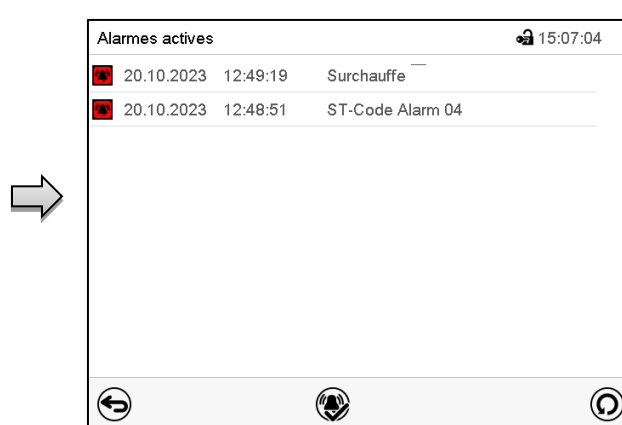 Alarmes actives 15:07:04
20.10.2023 12:49:19 Surchauffe
20.10.2023 12:48:51 ST-Code Alarm 04